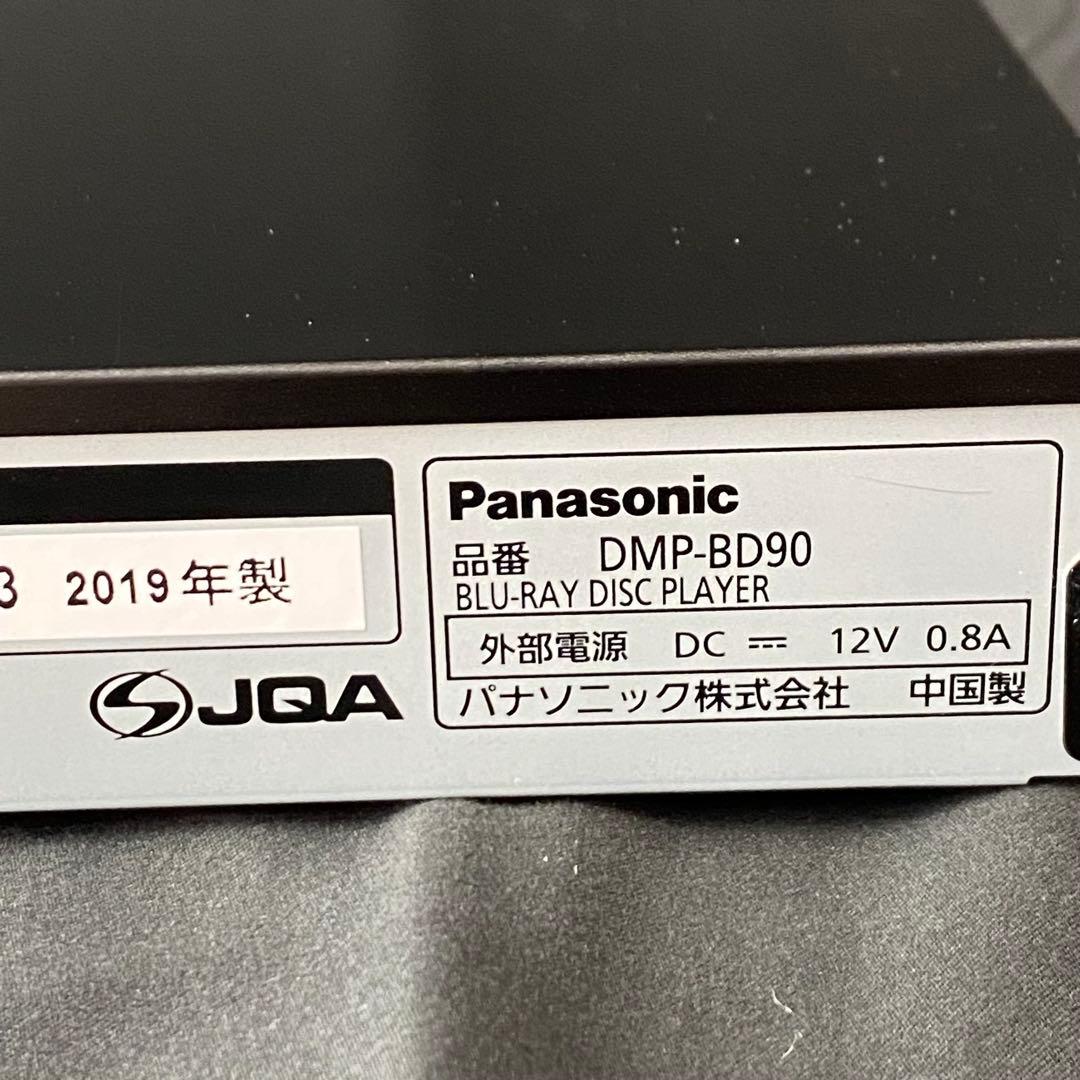 3 2019年製
JQA
Panasonic
品番 DMP-BD90
BLU-RAY DISC PLAYER
外部電源 DC ⎓ 12V 0.8A
パナソニック株式会社 中国製